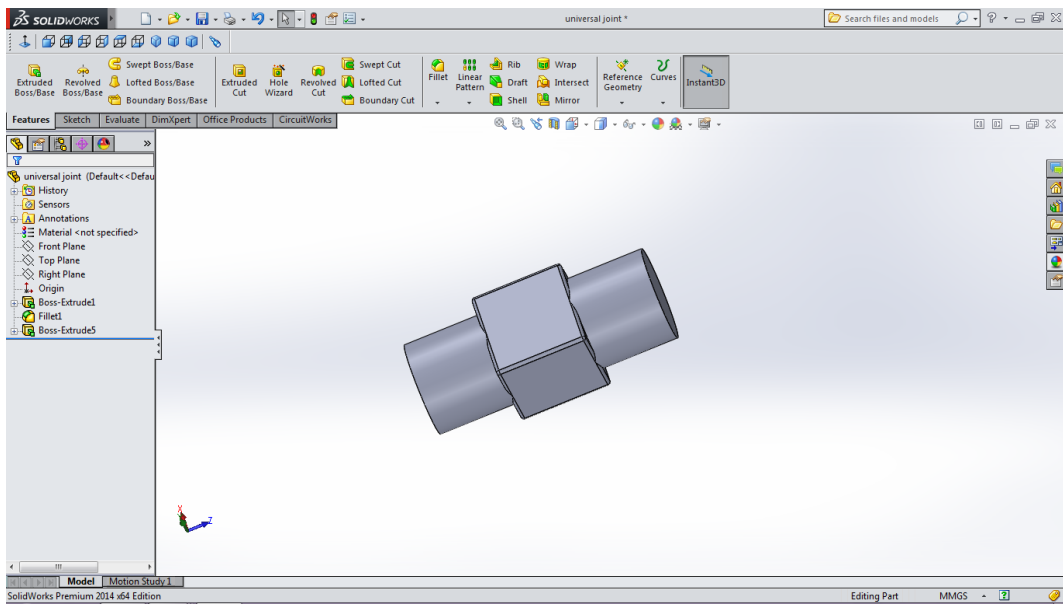 SOLIDWORKS
universal joint *
Search files and models
Extruded Boss/Base
Revolved Boss/Base
Swept Boss/Base
Lofted Boss/Base
Boundary Boss/Base
Extruded Cut
Hole Wizard
Revolved Cut
Swept Cut
Lofted Cut
Boundary Cut
Fillet
Linear Pattern
Rib
Draft
Shell
Wrap
Intersect
Mirror
Reference Geometry
Curves
Instant3D
Features Sketch Evaluate DimXpert Office Products CircuitWorks
universal joint (Default<<Defau
History
Sensors
Annotations
Material <not specified>
Front Plane
Top Plane
Right Plane
Origin
Boss-Extrude1
Fillet1
Boss-Extrude5
X
Z
Model Motion Study 1
SolidWorks Premium 2014 x64 Edition
Editing Part
MMGS